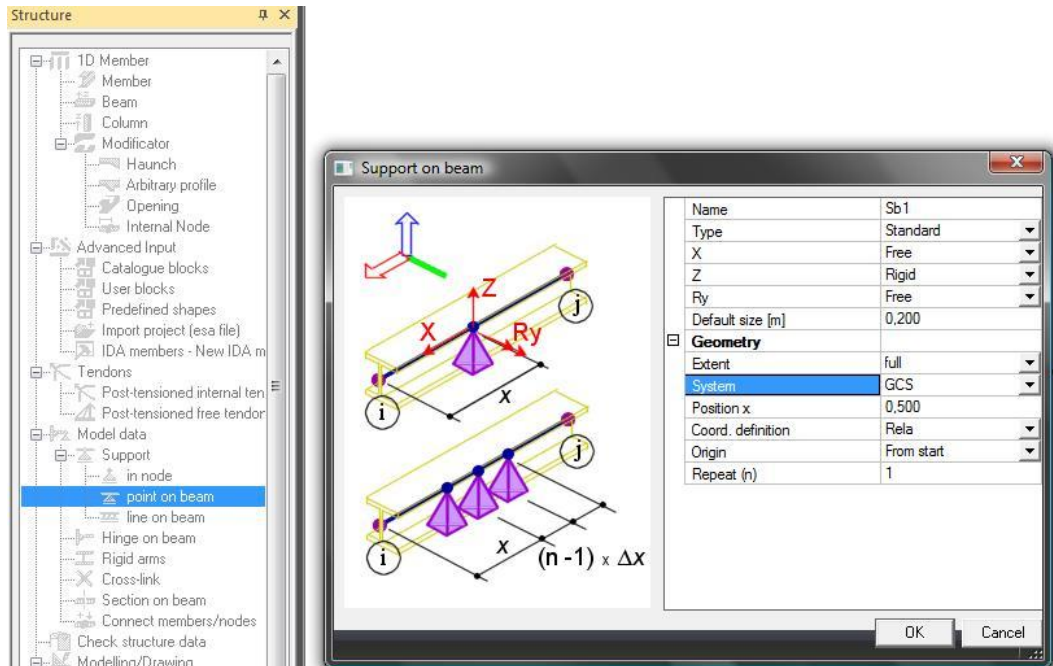 Structure
1D Member
Member
Beam
Column
Modificator
Haunch
Arbitrary profile
Opening
Internal Node
Advanced Input
Catalogue blocks
User blocks
Predefined shapes
Import project (esa file)
IDA members - New IDA m
Tendons
Post-tensioned internal ten
Post-tensioned free tendor
Model data
Support
in node
point on beam
line on beam
Hinge on beam
Rigid arms
Cross-link
Section on beam
Connect members/nodes
Check structure data
Modelling/Drawing
Support on beam
Z
X
Ry
j
i
x
j
i
x
(n -1) x Δx
Name Sb1
Type Standard
X Free
Z Rigid
Ry Free
Default size [m] 0,200
Geometry
Extent full
System GCS
Position x 0,500
Coord. definition Rela
Origin From start
Repeat (n) 1
OK Cancel